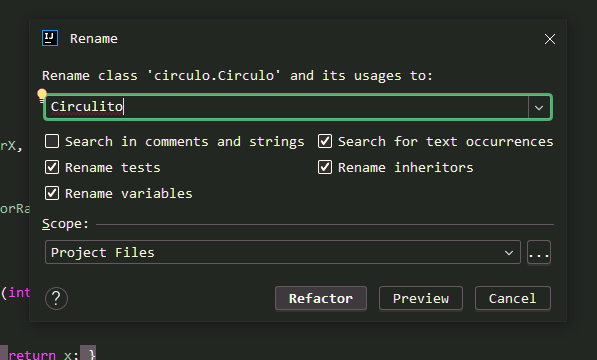 IJ Rename
Rename class 'circulo.Circulo' and its usages to:
Circulito
Search in comments and strings Search for text occurrences
rX,
Rename tests Rename inheritors
Rename variables
orRa
Scope:
Project Files ...
(int
? Refactor Preview Cancel
return x; }